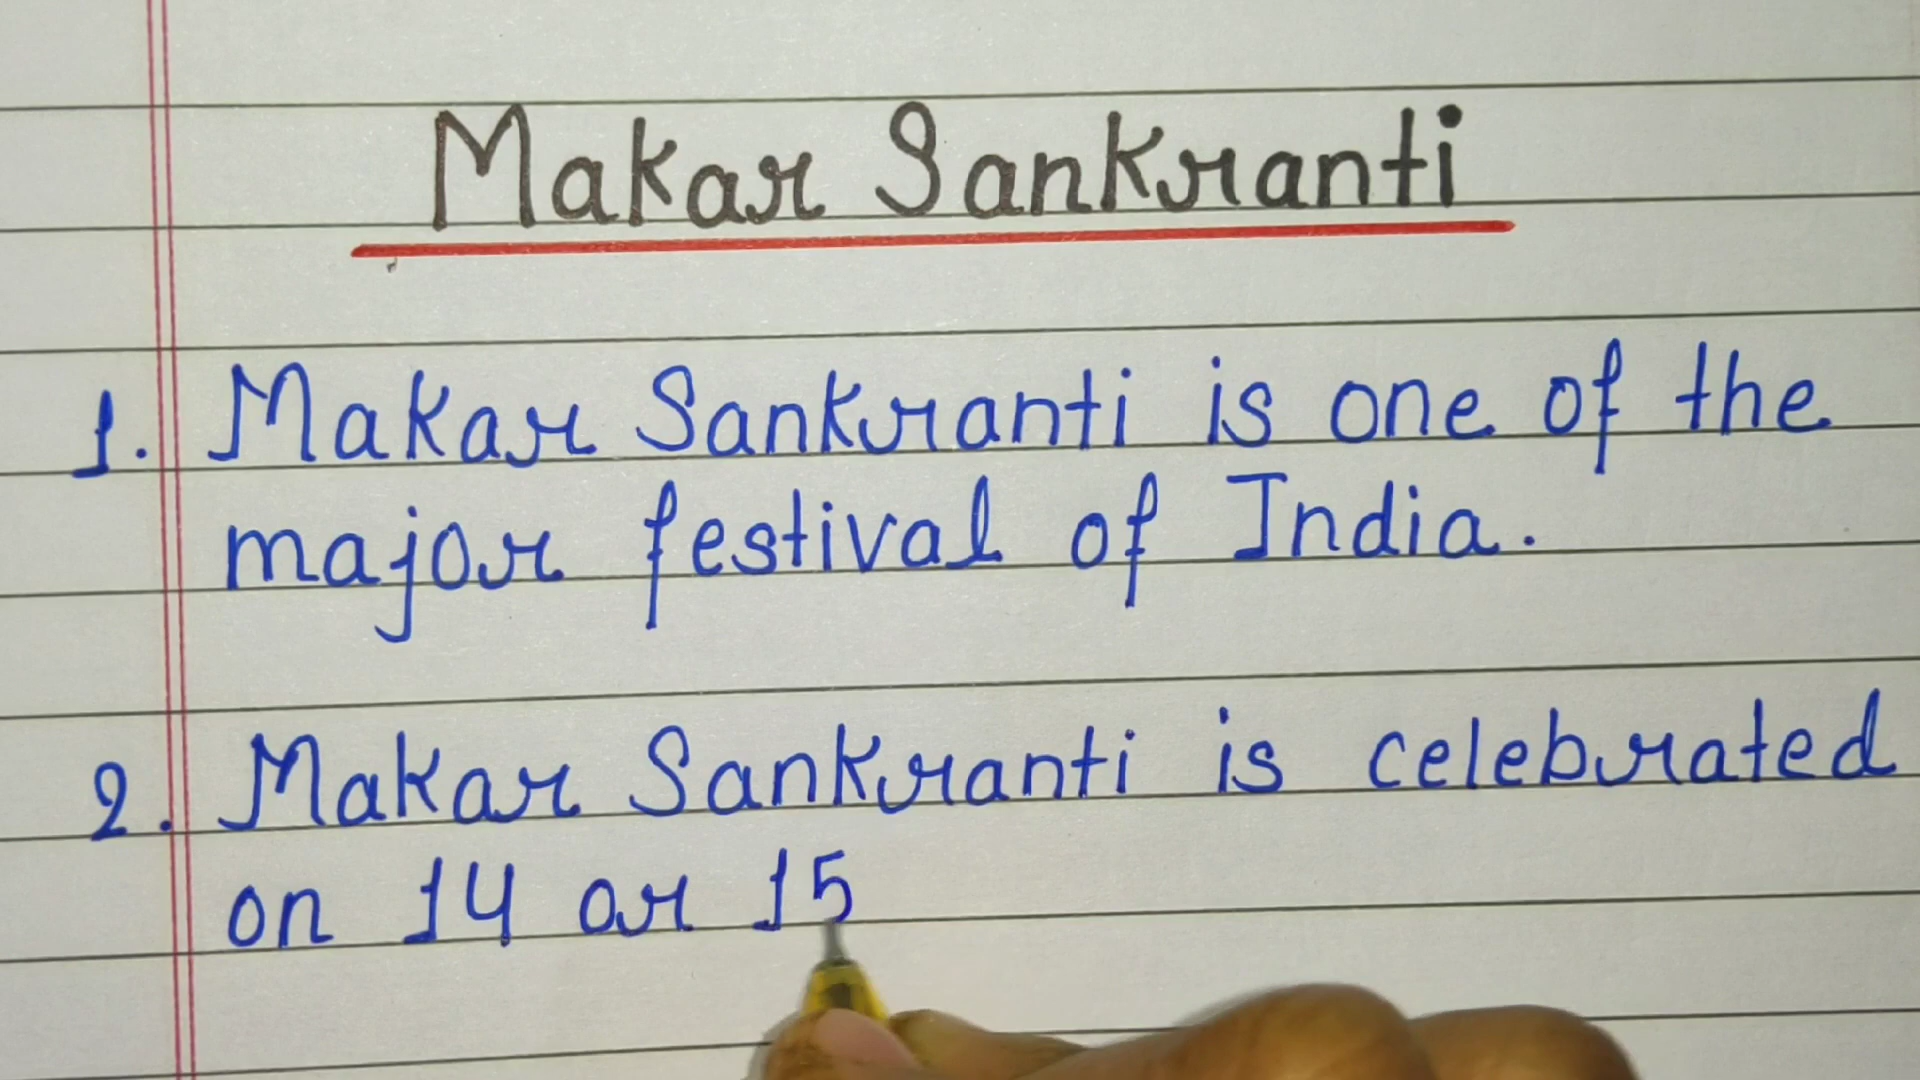 Makar Sankranti
1. Makar Sankranti is one of the
major festival of India.
2. Makar Sankranti is celebrated
on 14 or 15